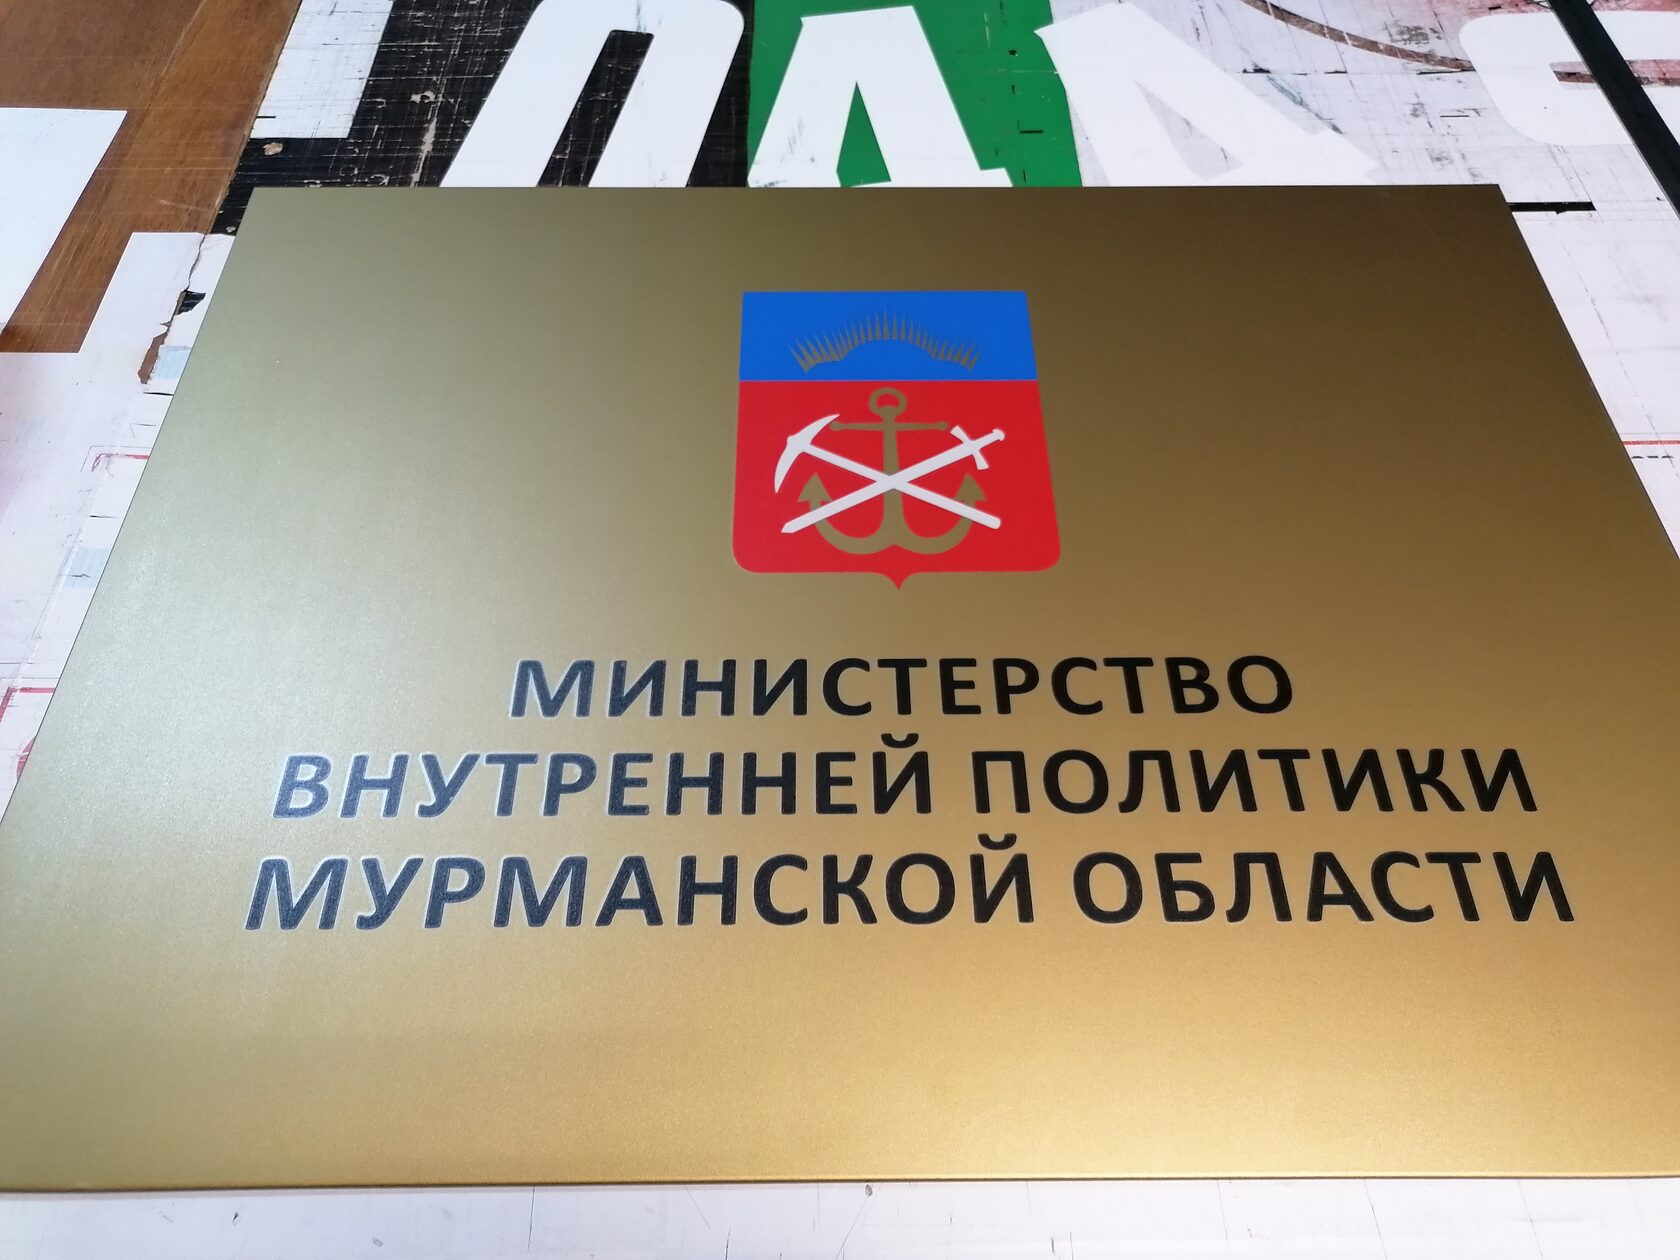 МИНИСТЕРСТВО
ВНУТРЕННЕЙ ПОЛИТИКИ
МУРМАНСКОЙ ОБЛАСТИ